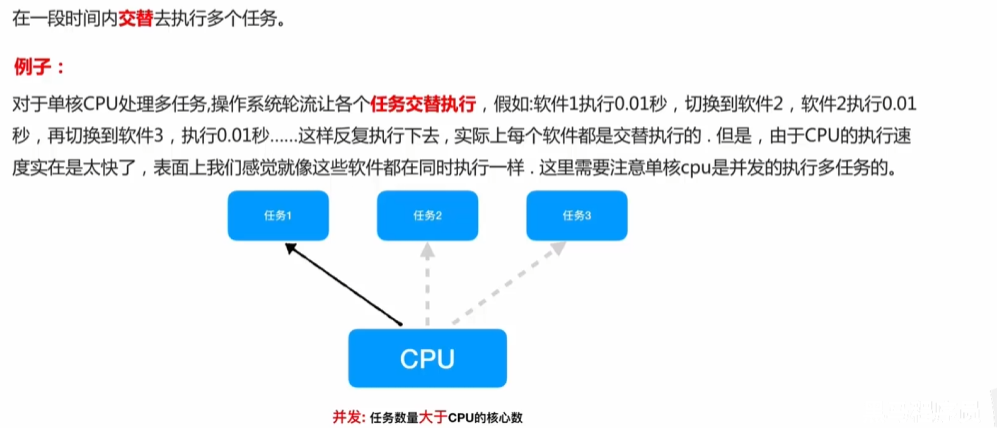 在一段时间内交替去执行多个任务。
例子：
对于单核CPU处理多任务,操作系统轮流让各个任务交替执行，假如:软件1执行0.01秒，切换到软件2，软件2执行0.01
秒，再切换到软件3，执行0.01秒......这样反复执行下去，实际上每个软件都是交替执行的 . 但是，由于CPU的执行速
度实在是太快了，表面上我们感觉就像这些软件都在同时执行一样 . 这里需要注意单核cpu是并发的执行多任务的。
任务1 任务2 任务3
CPU
并发: 任务数量大于CPU的核心数